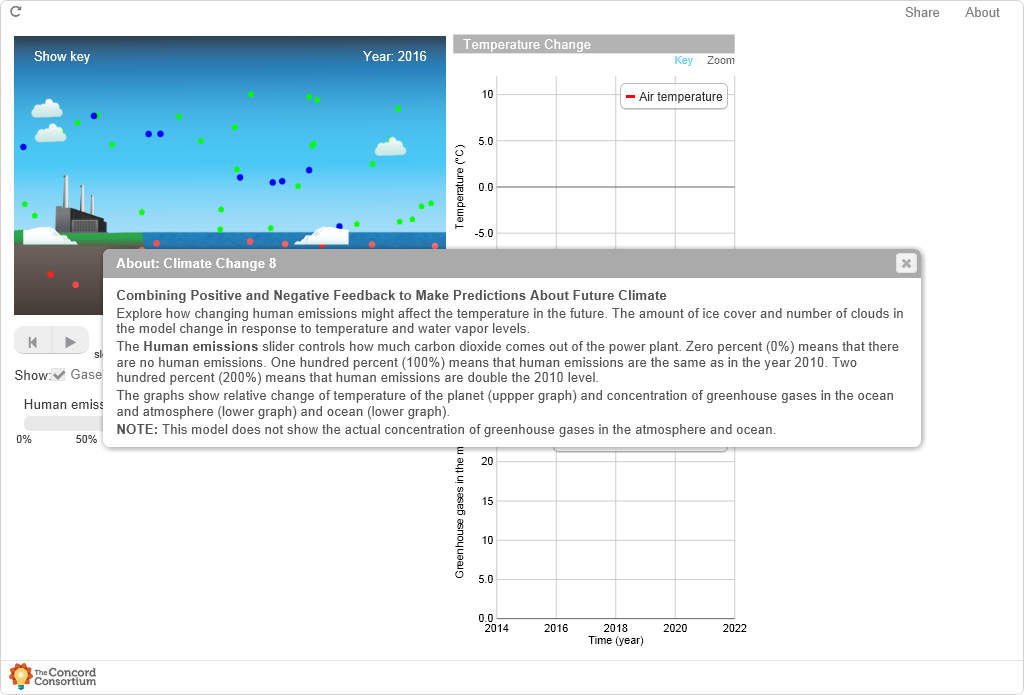 Share About
Show key Year: 2016
Temperature Change
Key Zoom
Air temperature
10
5.0
0.0
-5.0
Temperature (°C)
About: Climate Change 8
Combining Positive and Negative Feedback to Make Predictions About Future Climate
Explore how changing human emissions might affect the temperature in the future. The amount of ice cover and number of clouds in
the model change in response to temperature and water vapor levels.
The Human emissions slider controls how much carbon dioxide comes out of the power plant. Zero percent (0%) means that there
are no human emissions. One hundred percent (100%) means that human emissions are the same as in the year 2010. Two
hundred percent (200%) means that human emissions are double the 2010 level.
The graphs show relative change of temperature of the planet (uppper graph) and concentration of greenhouse gases in the ocean
and atmosphere (lower graph) and ocean (lower graph).
NOTE: This model does not show the actual concentration of greenhouse gases in the atmosphere and ocean.
Show: Gase
Human emiss
0% 50%
Greenhouse gases in the m
20
15
10
5.0
0.0
2014 2016 2018 2020 2022
Time (year)
The Concord
Consortium